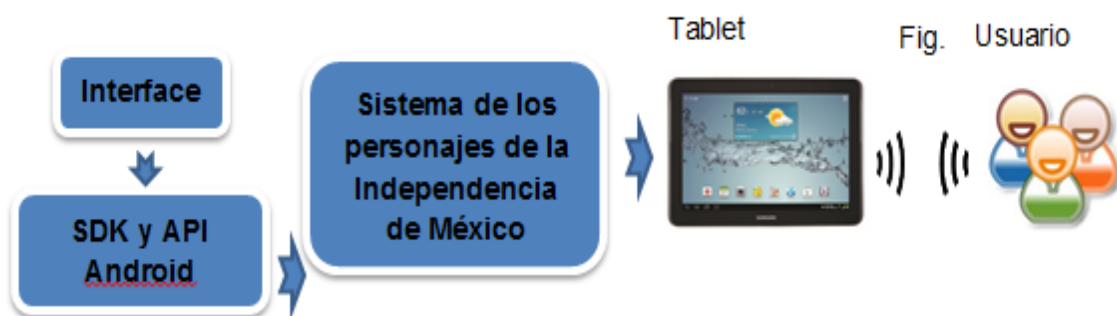 Tablet
Fig. Usuario
Interface
Sistema de los
personajes de la
Independencia
de México
SDK y API
Android